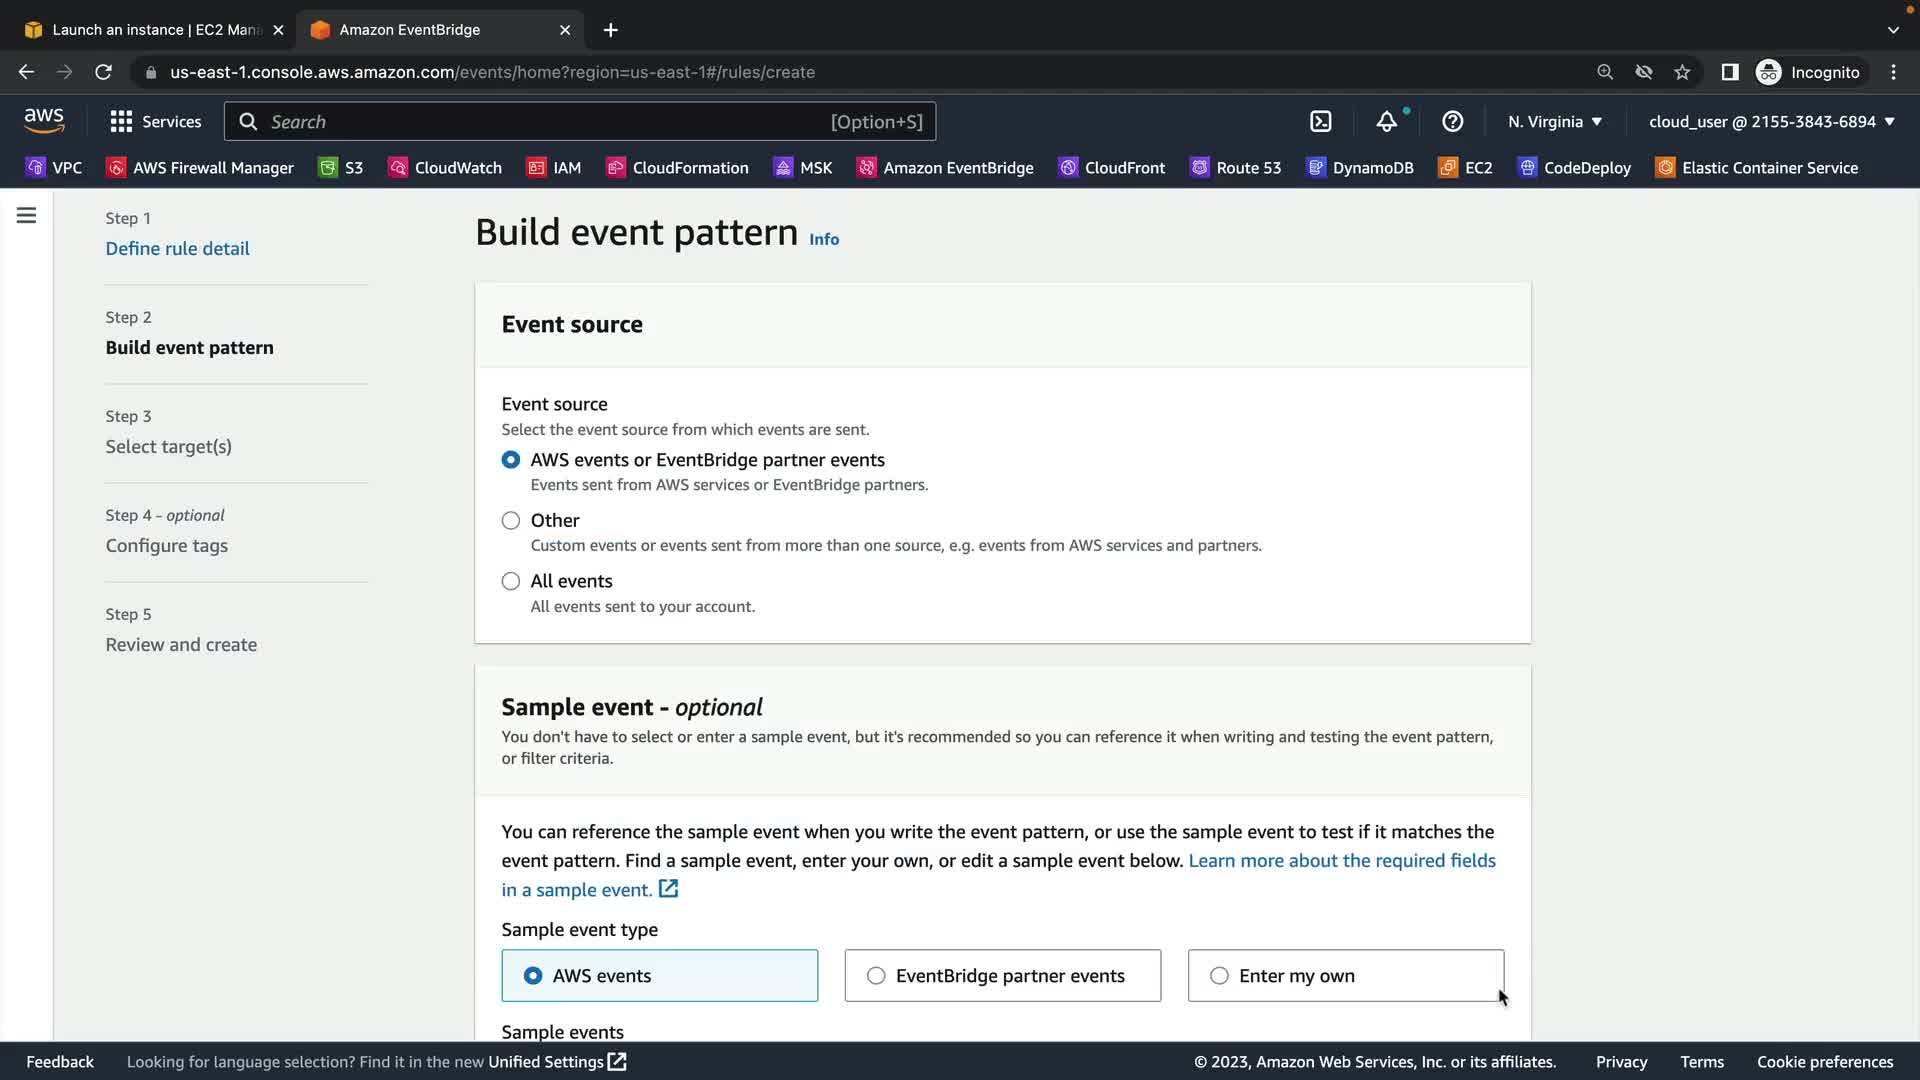 Launch an instance | EC2 Mana
Amazon EventBridge
us-east-1.console.aws.amazon.com/events/home?region=us-east-1#/rules/create
Incognito
aws
Services
Search
[Option+S]
N. Virginia
cloud_user @ 2155-3843-6894
VPC
AWS Firewall Manager
S3
CloudWatch
IAM
CloudFormation
MSK
Amazon EventBridge
CloudFront
Route 53
DynamoDB
EC2
CodeDeploy
Elastic Container Service
Step 1
Define rule detail
Step 2
Build event pattern
Step 3
Select target(s)
Step 4 - optional
Configure tags
Step 5
Review and create
Build event pattern Info
Event source
Event source
Select the event source from which events are sent.
AWS events or EventBridge partner events
Events sent from AWS services or EventBridge partners.
Other
Custom events or events sent from more than one source, e.g. events from AWS services and partners.
All events
All events sent to your account.
Sample event - optional
You don't have to select or enter a sample event, but it's recommended so you can reference it when writing and testing the event pattern,
or filter criteria.
You can reference the sample event when you write the event pattern, or use the sample event to test if it matches the
event pattern. Find a sample event, enter your own, or edit a sample event below. Learn more about the required fields
in a sample event.
Sample event type
AWS events
EventBridge partner events
Enter my own
Sample events
Feedback
Looking for language selection? Find it in the new Unified Settings
© 2023, Amazon Web Services, Inc. or its affiliates.
Privacy
Terms
Cookie preferences